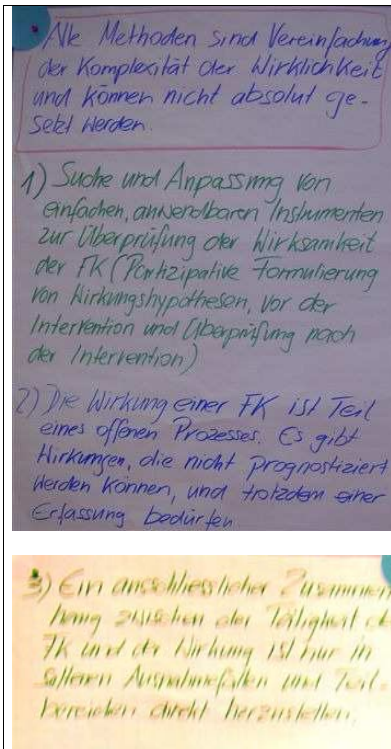 Alle Methoden sind Vereinfachung
der Komplexität der Wirklichkeit
und können nicht absolut ge-
setzt werden.
1) Suche und Anpassung von
einfachen, anwendbaren Instrumenten
zur Überprüfung der Wirksamkeit
der FK (Partizipative Formulierung
von Wirkungshypothesen, vor der
Intervention und Überprüfung nach
der Intervention)
2) Die Wirkung einer FK ist Teil
eines offenen Prozesses. Es gibt
Wirkungen, die nicht prognostiziert
werden können, und trotzdem einer
Erfassung bedürfen
3) Ein ausschliesslicher Zusammen
hang zwischen der Tätigkeit de
FK und der Wirkung ist nur in
seltenen Ausnahmefällen und Teil-
bereichen direkt herzustellen.